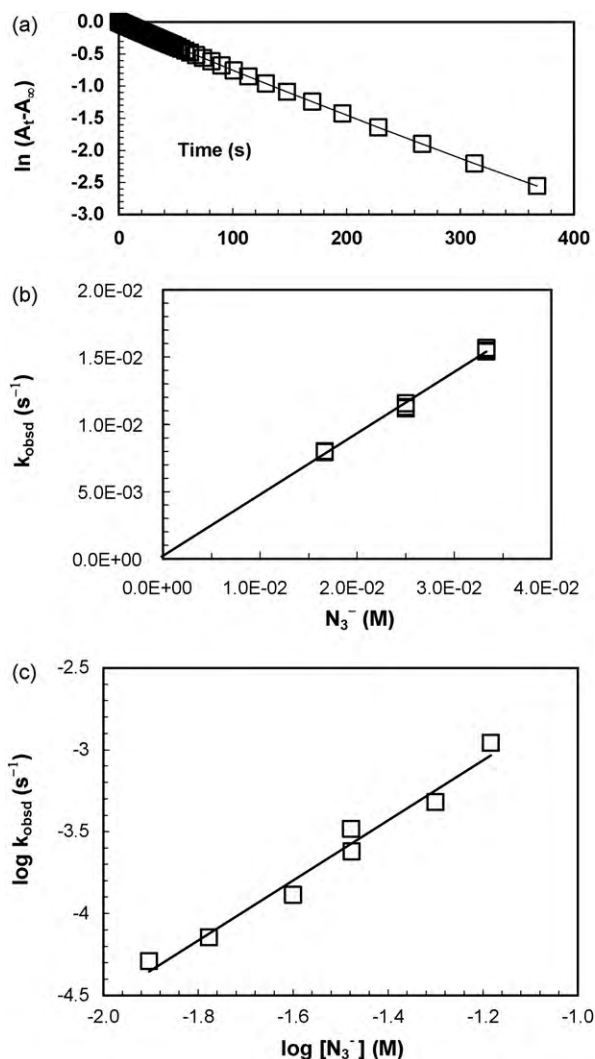 (a)
0.0
-0.5
-1.0
-1.5
-2.0
-2.5
-3.0
ln (Aₜ-A∞)
Time (s)
0 100 200 300 400
(b)
2.0E-02
1.5E-02
1.0E-02
5.0E-03
0.0E+00
k_obsd (s⁻¹)
0.0E+00 1.0E-02 2.0E-02 3.0E-02 4.0E-02
N₃⁻ (M)
(c)
-2.5
-3
-3.5
-4
-4.5
log k_obsd (s⁻¹)
-2.0 -1.8 -1.6 -1.4 -1.2 -1.0
log [N₃⁻] (M)